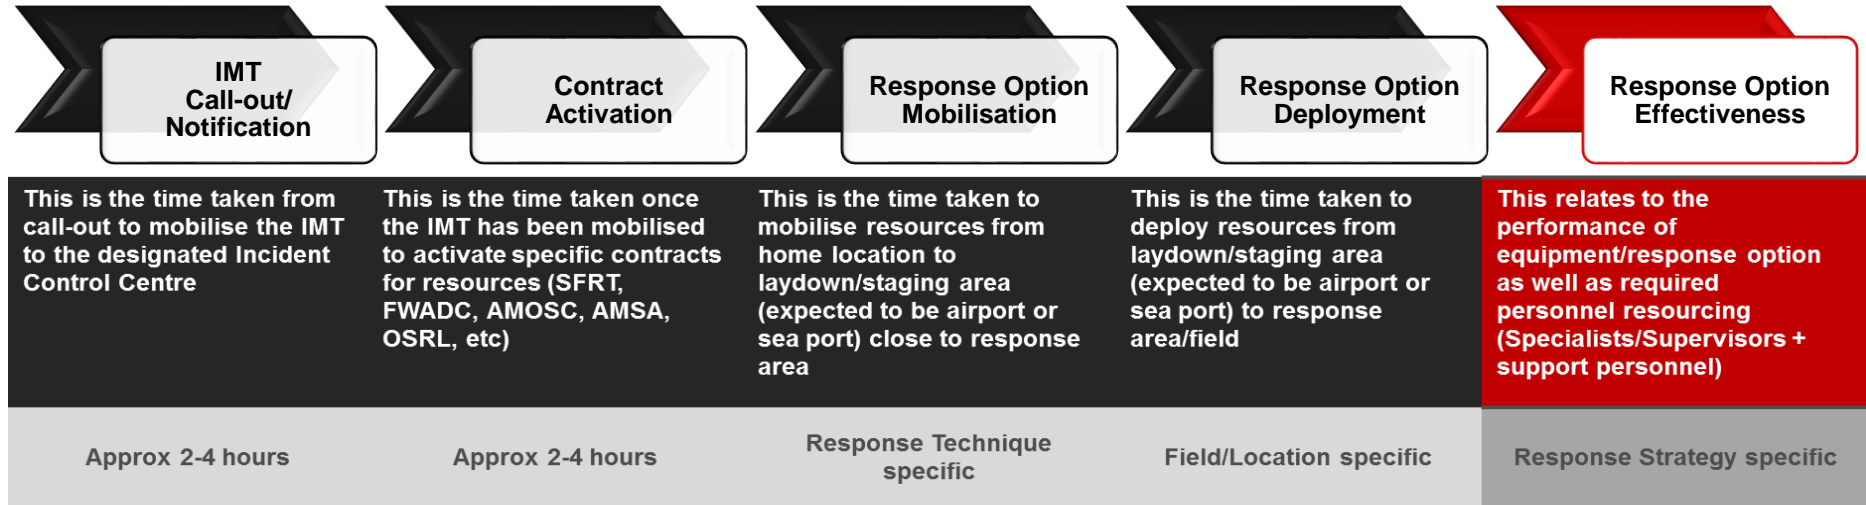 IMT
Call-out/
Notification
Contract
Activation
Response Option
Mobilisation
Response Option
Deployment
Response Option
Effectiveness
This is the time taken from
call-out to mobilise the IMT
to the designated Incident
Control Centre
This is the time taken once
the IMT has been mobilised
to activate specific contracts
for resources (SFRT,
FWADC, AMOSC, AMSA,
OSRL, etc)
This is the time taken to
mobilise resources from
home location to
laydown/staging area
(expected to be airport or
sea port) close to response
area
This is the time taken to
deploy resources from
laydown/staging area
(expected to be airport or
sea port) to response
area/field
This relates to the
performance of
equipment/response option
as well as required
personnel resourcing
(Specialists/Supervisors +
support personnel)
Approx 2-4 hours
Approx 2-4 hours
Response Technique
specific
Field/Location specific
Response Strategy specific